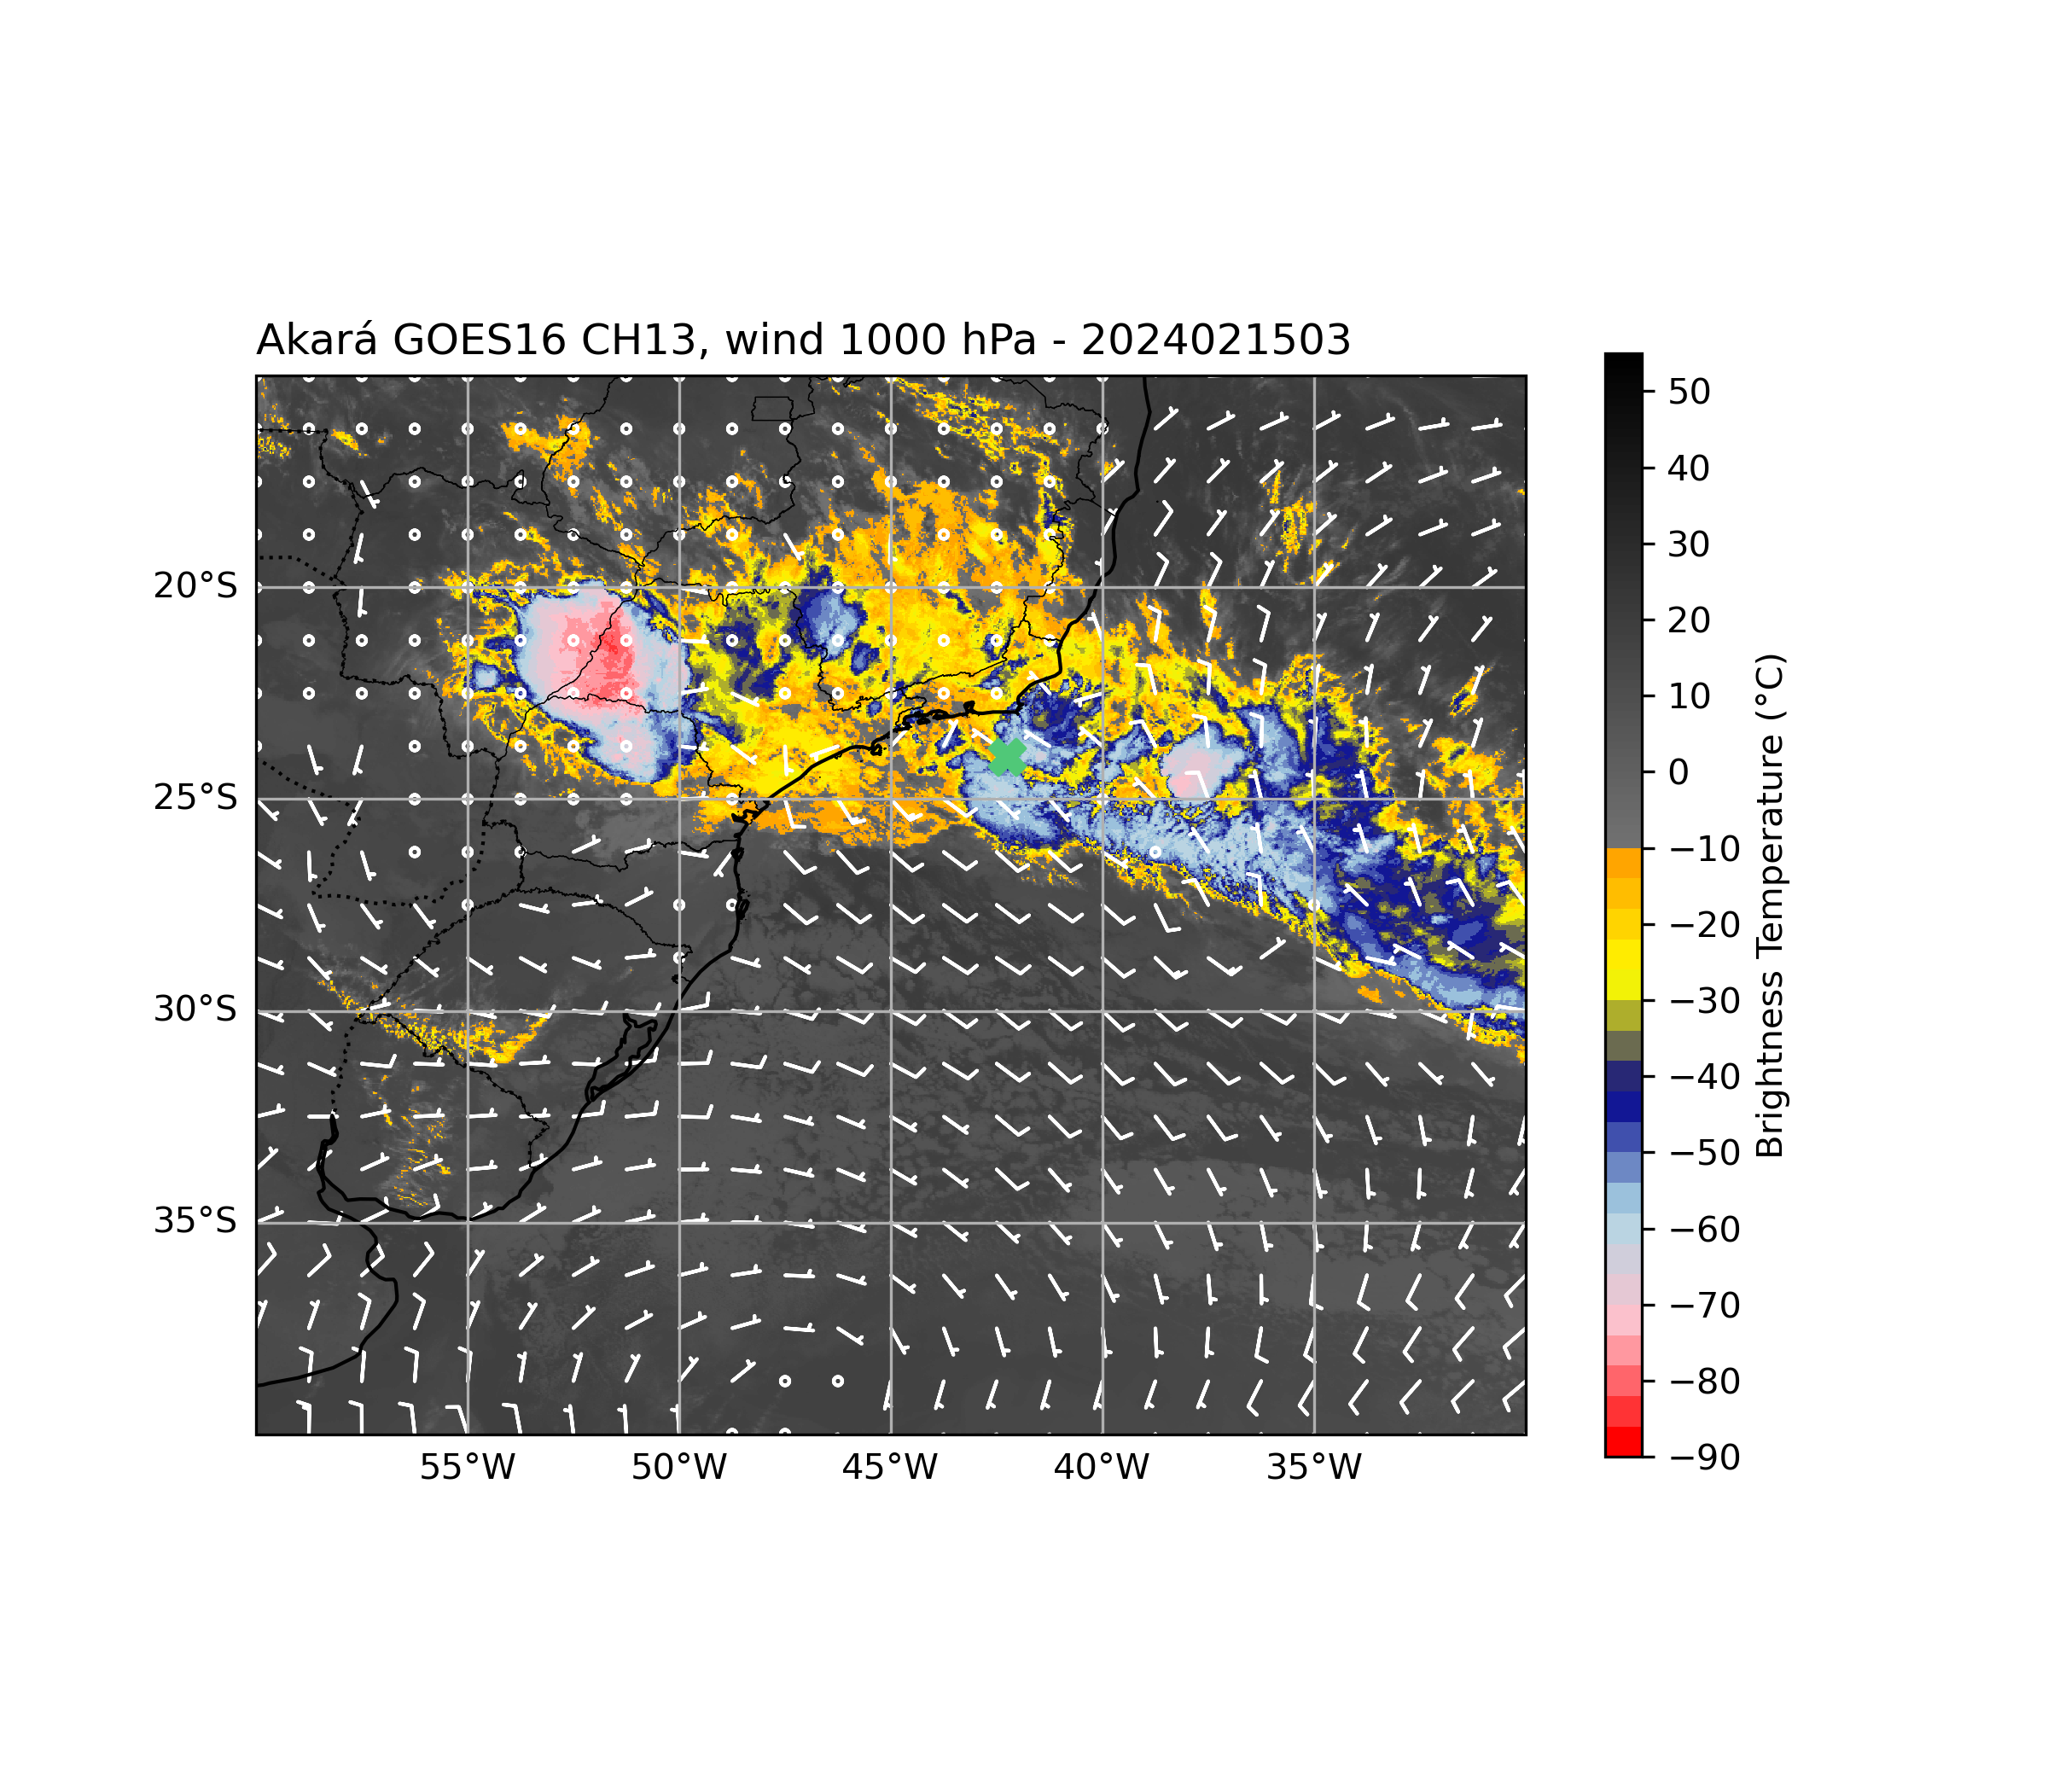 Akará GOES16 CH13, wind 1000 hPa - 2024021503
20°S
25°S
30°S
35°S
55°W
50°W
45°W
40°W
35°W
50
40
30
20
10
0
−10
−20
−30
−40
−50
−60
−70
−80
−90
Brightness Temperature (°C)